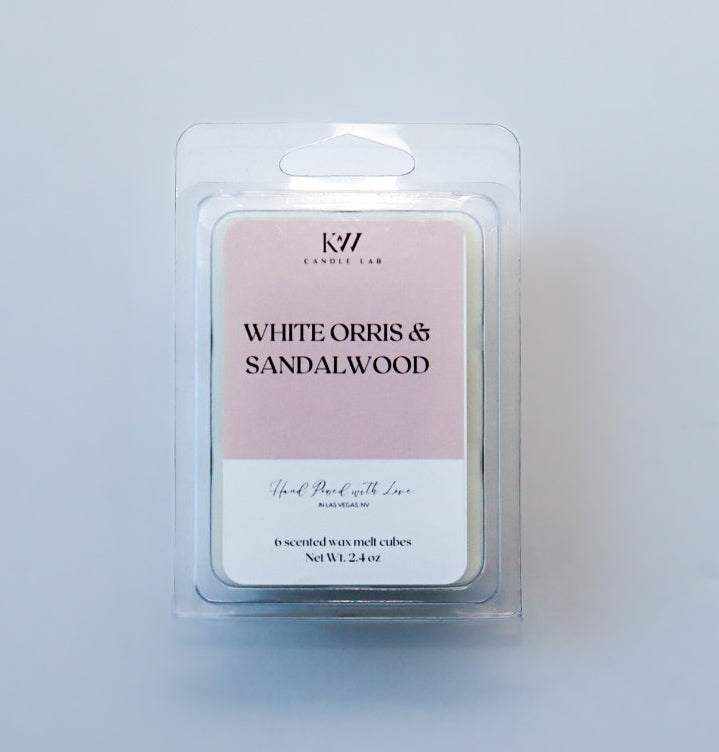 KW
CANDLE LAB
WHITE ORRIS &
SANDALWOOD
Hand Poured with Love
IN LAS VEGAS, NV
6 scented wax melt cubes
Net Wt. 2.4 oz